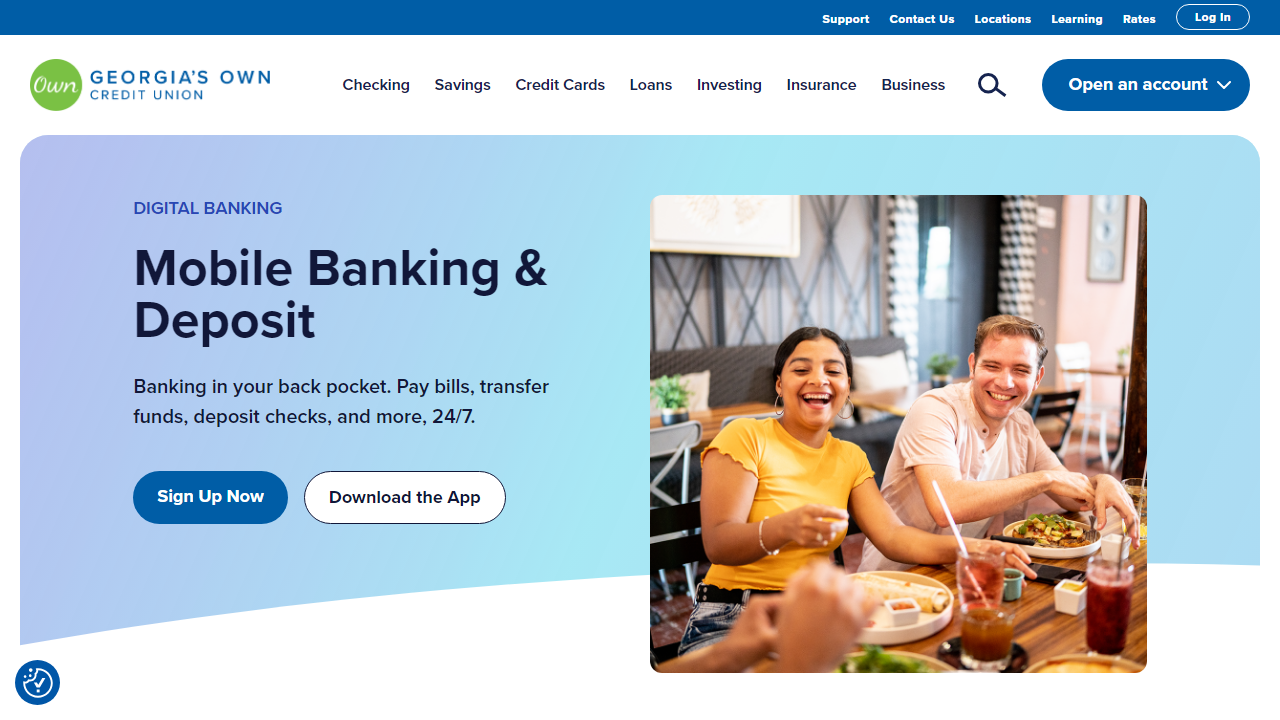 Support Contact Us Locations Learning Rates Log In
Own GEORGIA'S OWN
CREDIT UNION
Checking Savings Credit Cards Loans Investing Insurance Business Open an account
DIGITAL BANKING
Mobile Banking &
Deposit
Banking in your back pocket. Pay bills, transfer
funds, deposit checks, and more, 24/7.
Sign Up Now Download the App